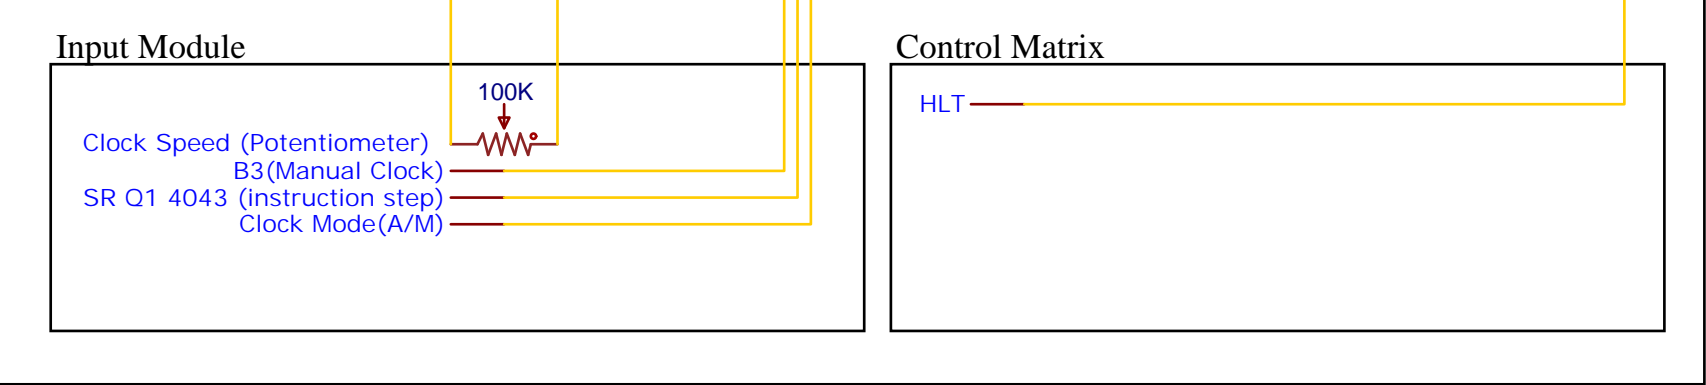 Input Module
100K
Clock Speed (Potentiometer)
B3(Manual Clock)
SR Q1 4043 (instruction step)
Clock Mode(A/M)
Control Matrix
HLT